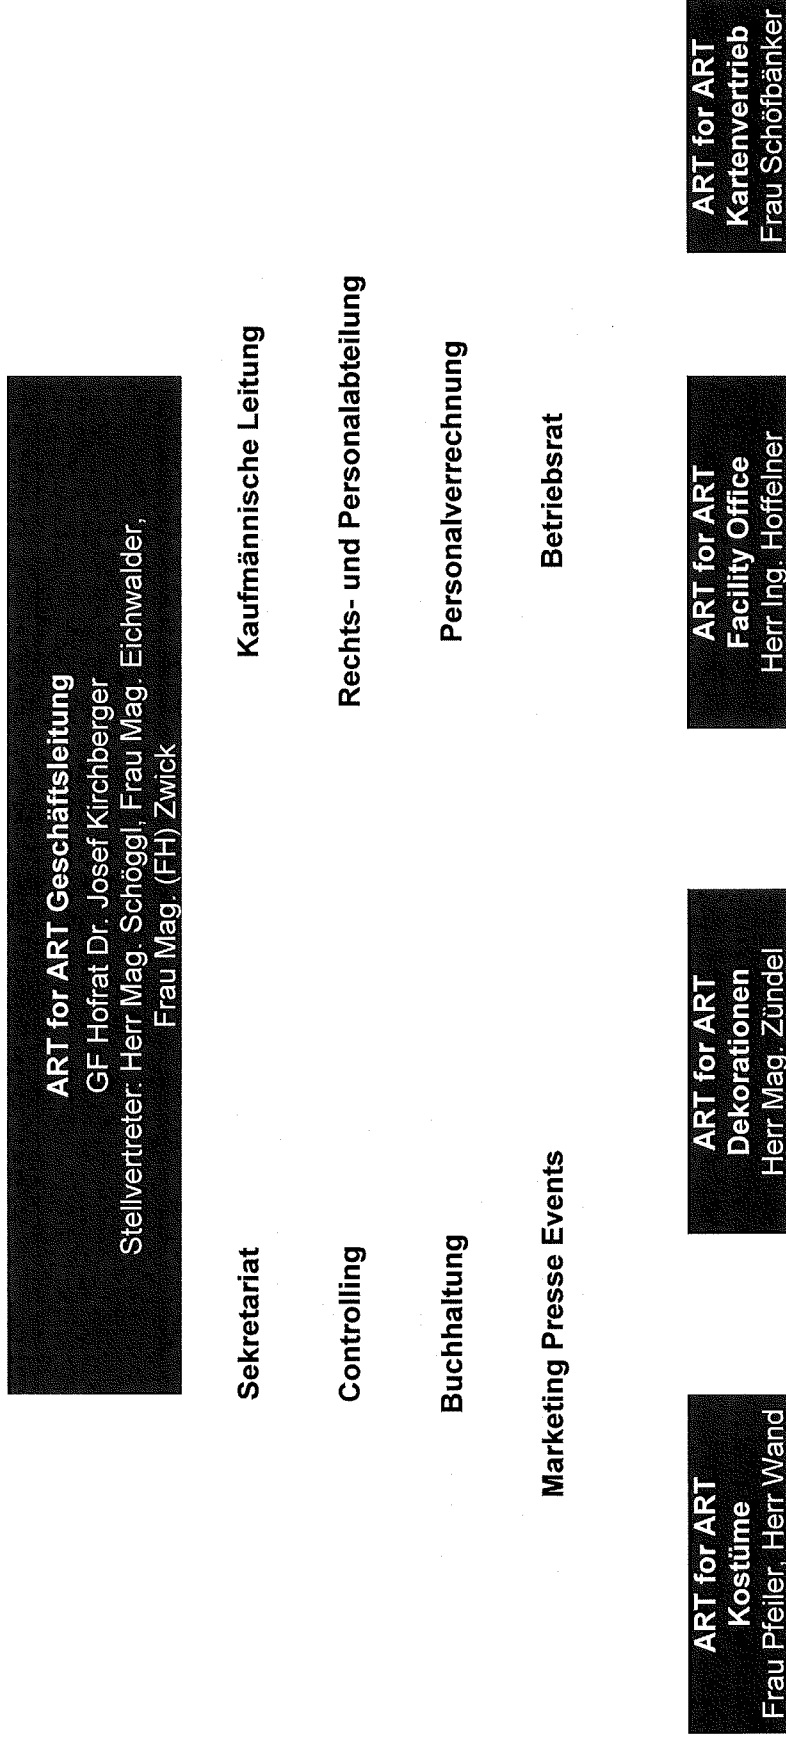 ART for ART Geschäftsleitung
GF Hofrat Dr. Josef Kirchberger
Stellvertreter: Herr Mag. Schöggl, Frau Mag. Eichwalder,
Frau Mag. (FH) Zwick
Sekretariat
Kaufmännische Leitung
Controlling
Rechts- und Personalabteilung
Buchhaltung
Personalverrechnung
Marketing Presse Events
Betriebsrat
ART for ART
Kostüme
Frau Pfeiler, Herr Wand
ART for ART
Dekorationen
Herr Mag. Zündel
ART for ART
Facility Office
Herr Ing. Hoffelner
ART for ART
Kartenvertrieb
Frau Schöfbänker